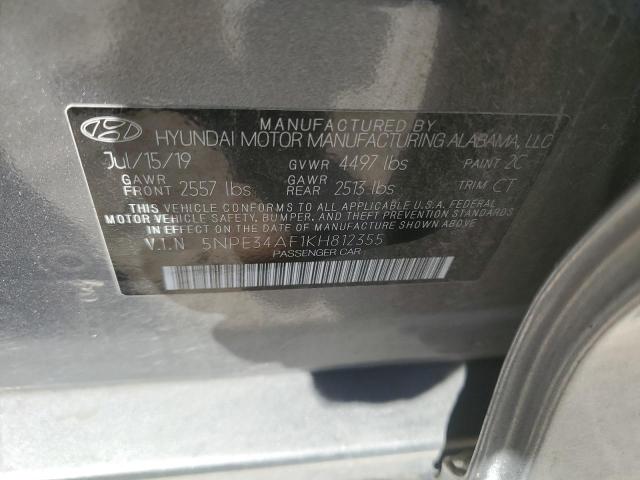 MANUFACTURED BY
HYUNDAI MOTOR MANUFACTURING ALABAMA, LLC
Jul/15/19 GVWR 4497 lbs PAINT 2C
GAWR FRONT 2557 lbs GAWR REAR 2513 lbs TRIM CT
THIS VEHICLE CONFORMS TO ALL APPLICABLE U.S.A. FEDERAL
MOTOR VEHICLE SAFETY, BUMPER, AND THEFT PREVENTION STANDARDS
IN EFFECT ON THE DATE OF MANUFACTURE SHOWN ABOVE.
V.I.N 5NPE34AF1KH812355
PASSENGER CAR